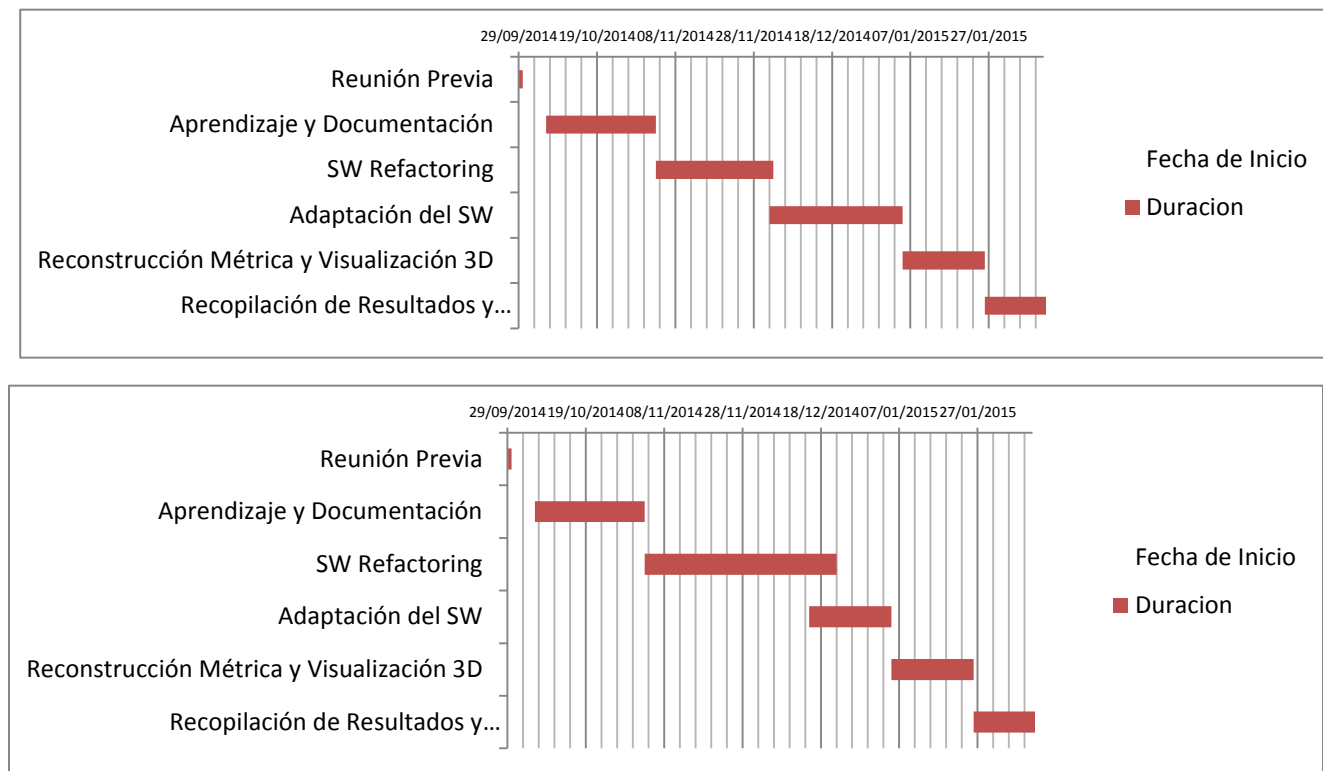 29/09/2014 19/10/2014 08/11/2014 28/11/2014 18/12/2014 07/01/2015 27/01/2015
Reunión Previa
Aprendizaje y Documentación
SW Refactoring
Adaptación del SW
Reconstrucción Métrica y Visualización 3D
Recopilación de Resultados y...
Fecha de Inicio
Duracion
29/09/2014 19/10/2014 08/11/2014 28/11/2014 18/12/2014 07/01/2015 27/01/2015
Reunión Previa
Aprendizaje y Documentación
SW Refactoring
Adaptación del SW
Reconstrucción Métrica y Visualización 3D
Recopilación de Resultados y...
Fecha de Inicio
Duracion